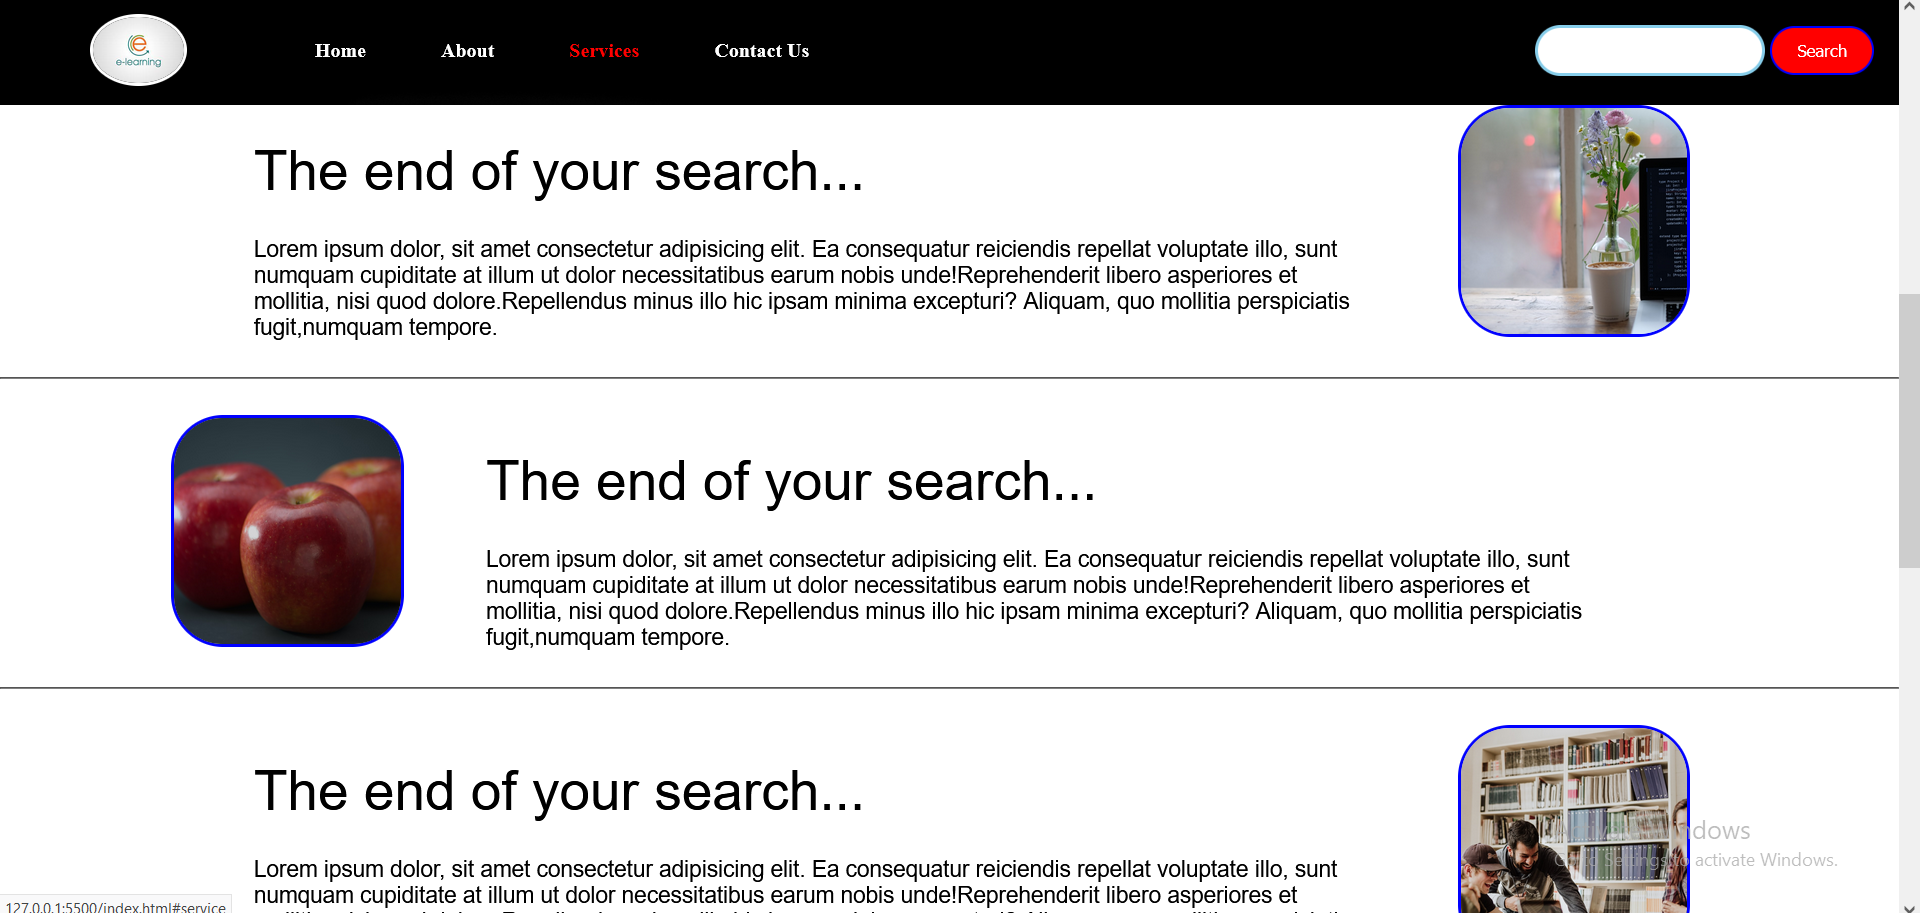 e-learning
Home About Services Contact Us
Search
The end of your search...
Lorem ipsum dolor, sit amet consectetur adipisicing elit. Ea consequatur reiciendis repellat voluptate illo, sunt
numquam cupiditate at illum ut dolor necessitatibus earum nobis unde!Reprehenderit libero asperiores et
mollitia, nisi quod dolore.Repellendus minus illo hic ipsam minima excepturi? Aliquam, quo mollitia perspiciatis
fugit,numquam tempore.
The end of your search...
Lorem ipsum dolor, sit amet consectetur adipisicing elit. Ea consequatur reiciendis repellat voluptate illo, sunt
numquam cupiditate at illum ut dolor necessitatibus earum nobis unde!Reprehenderit libero asperiores et
mollitia, nisi quod dolore.Repellendus minus illo hic ipsam minima excepturi? Aliquam, quo mollitia perspiciatis
fugit,numquam tempore.
The end of your search...
Lorem ipsum dolor, sit amet consectetur adipisicing elit. Ea consequatur reiciendis repellat voluptate illo, sunt
numquam cupiditate at illum ut dolor necessitatibus earum nobis unde!Reprehenderit libero asperiores et
Activate Windows
Go to Settings to activate Windows.
127.0.0.1:5500/index.html#service